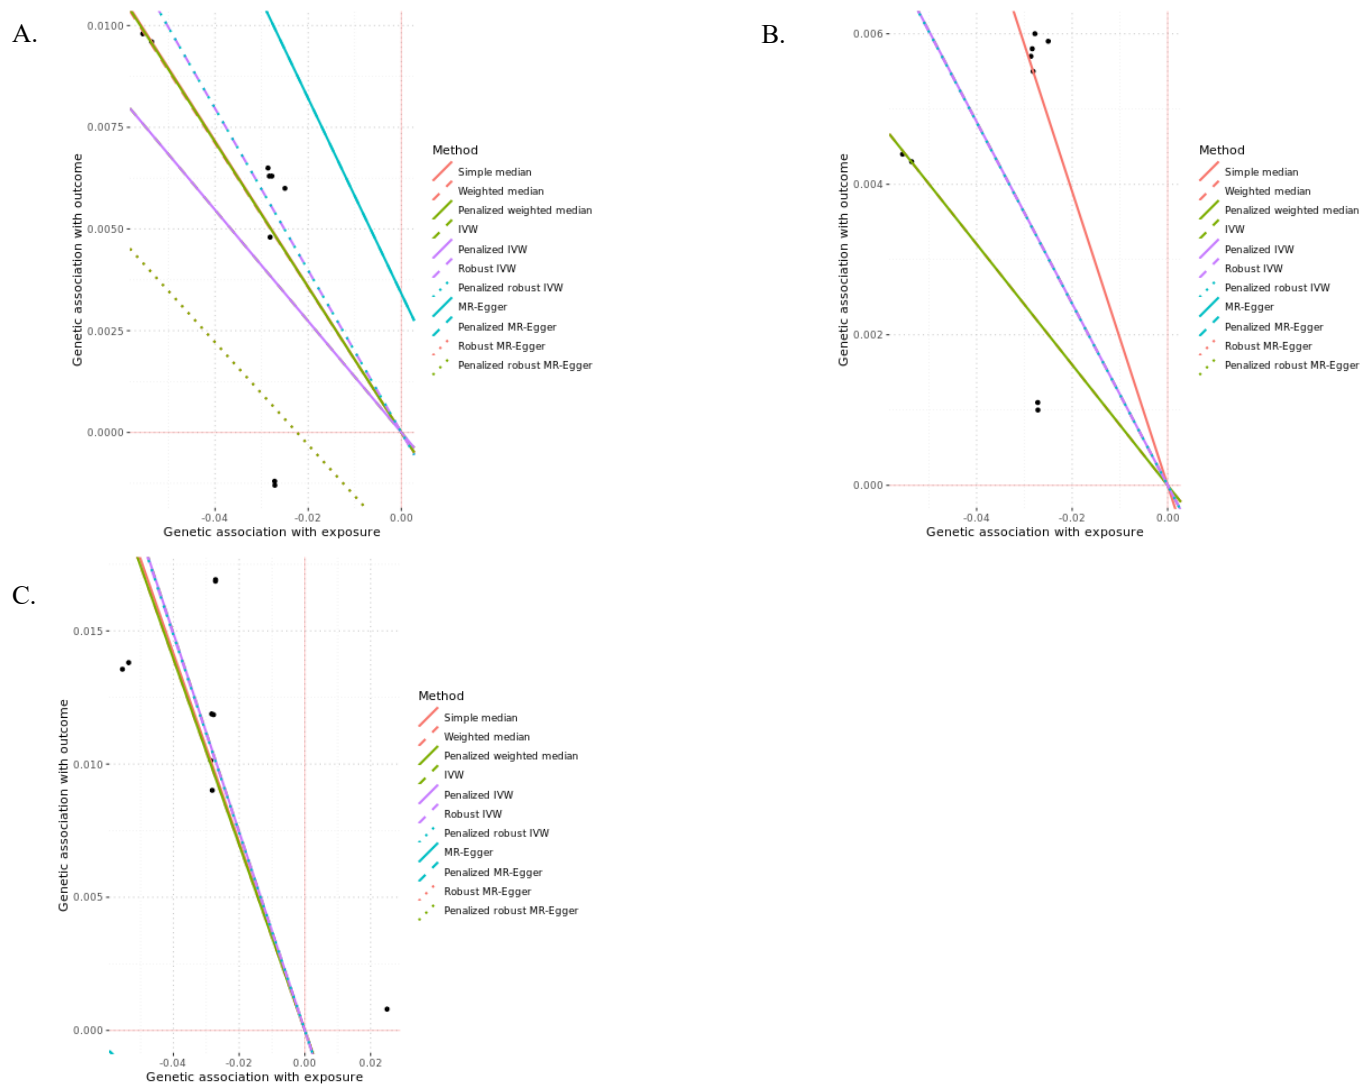 A.
0.0100
0.0075
0.0050
0.0025
0.0000
-0.04 -0.02 0.00
Genetic association with exposure
Genetic association with outcome
Method
Simple median
Weighted median
Penalized weighted median
IVW
Penalized IVW
Robust IVW
Penalized robust IVW
MR-Egger
Penalized MR-Egger
Robust MR-Egger
Penalized robust MR-Egger
B.
0.006
0.004
0.002
0.000
-0.04 -0.02 0.00
Genetic association with exposure
Genetic association with outcome
Method
Simple median
Weighted median
Penalized weighted median
IVW
Penalized IVW
Robust IVW
Penalized robust IVW
MR-Egger
Penalized MR-Egger
Robust MR-Egger
Penalized robust MR-Egger
C.
0.015
0.010
0.005
0.000
-0.04 -0.02 0.00 0.02
Genetic association with exposure
Genetic association with outcome
Method
Simple median
Weighted median
Penalized weighted median
IVW
Penalized IVW
Robust IVW
Penalized robust IVW
MR-Egger
Penalized MR-Egger
Robust MR-Egger
Penalized robust MR-Egger